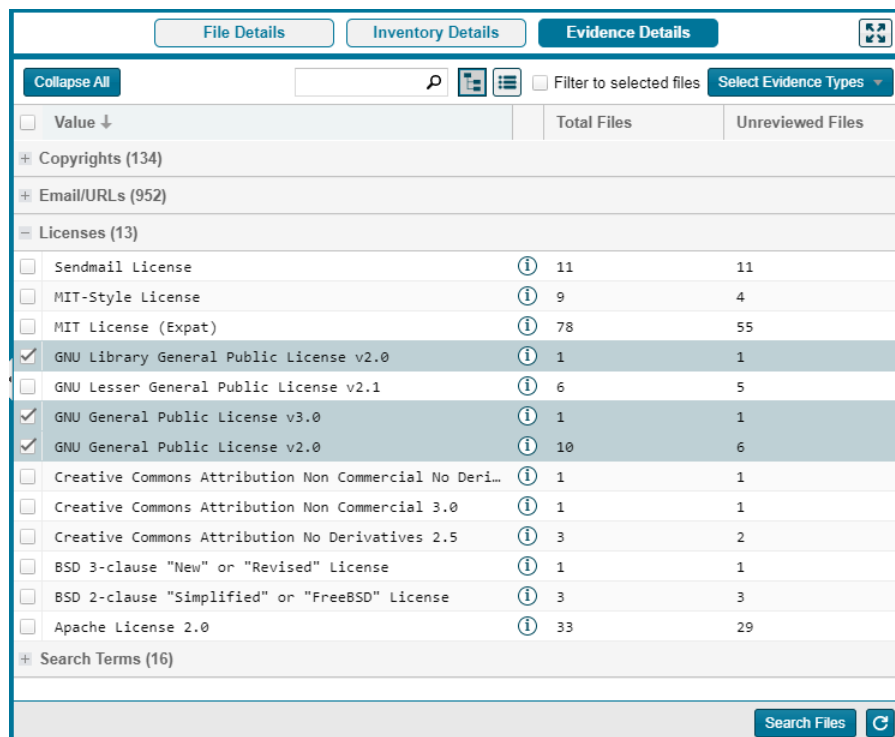 File Details Inventory Details Evidence Details
Collapse All Filter to selected files Select Evidence Types
Value Total Files Unreviewed Files
Copyrights (134)
Email/URLs (952)
Licenses (13)
Sendmail License 11 11
MIT-Style License 9 4
MIT License (Expat) 78 55
GNU Library General Public License v2.0 1 1
GNU Lesser General Public License v2.1 6 5
GNU General Public License v3.0 1 1
GNU General Public License v2.0 10 6
Creative Commons Attribution Non Commercial No Deri… 1 1
Creative Commons Attribution Non Commercial 3.0 1 1
Creative Commons Attribution No Derivatives 2.5 3 2
BSD 3-clause "New" or "Revised" License 1 1
BSD 2-clause "Simplified" or "FreeBSD" License 3 3
Apache License 2.0 33 29
Search Terms (16)
Search Files